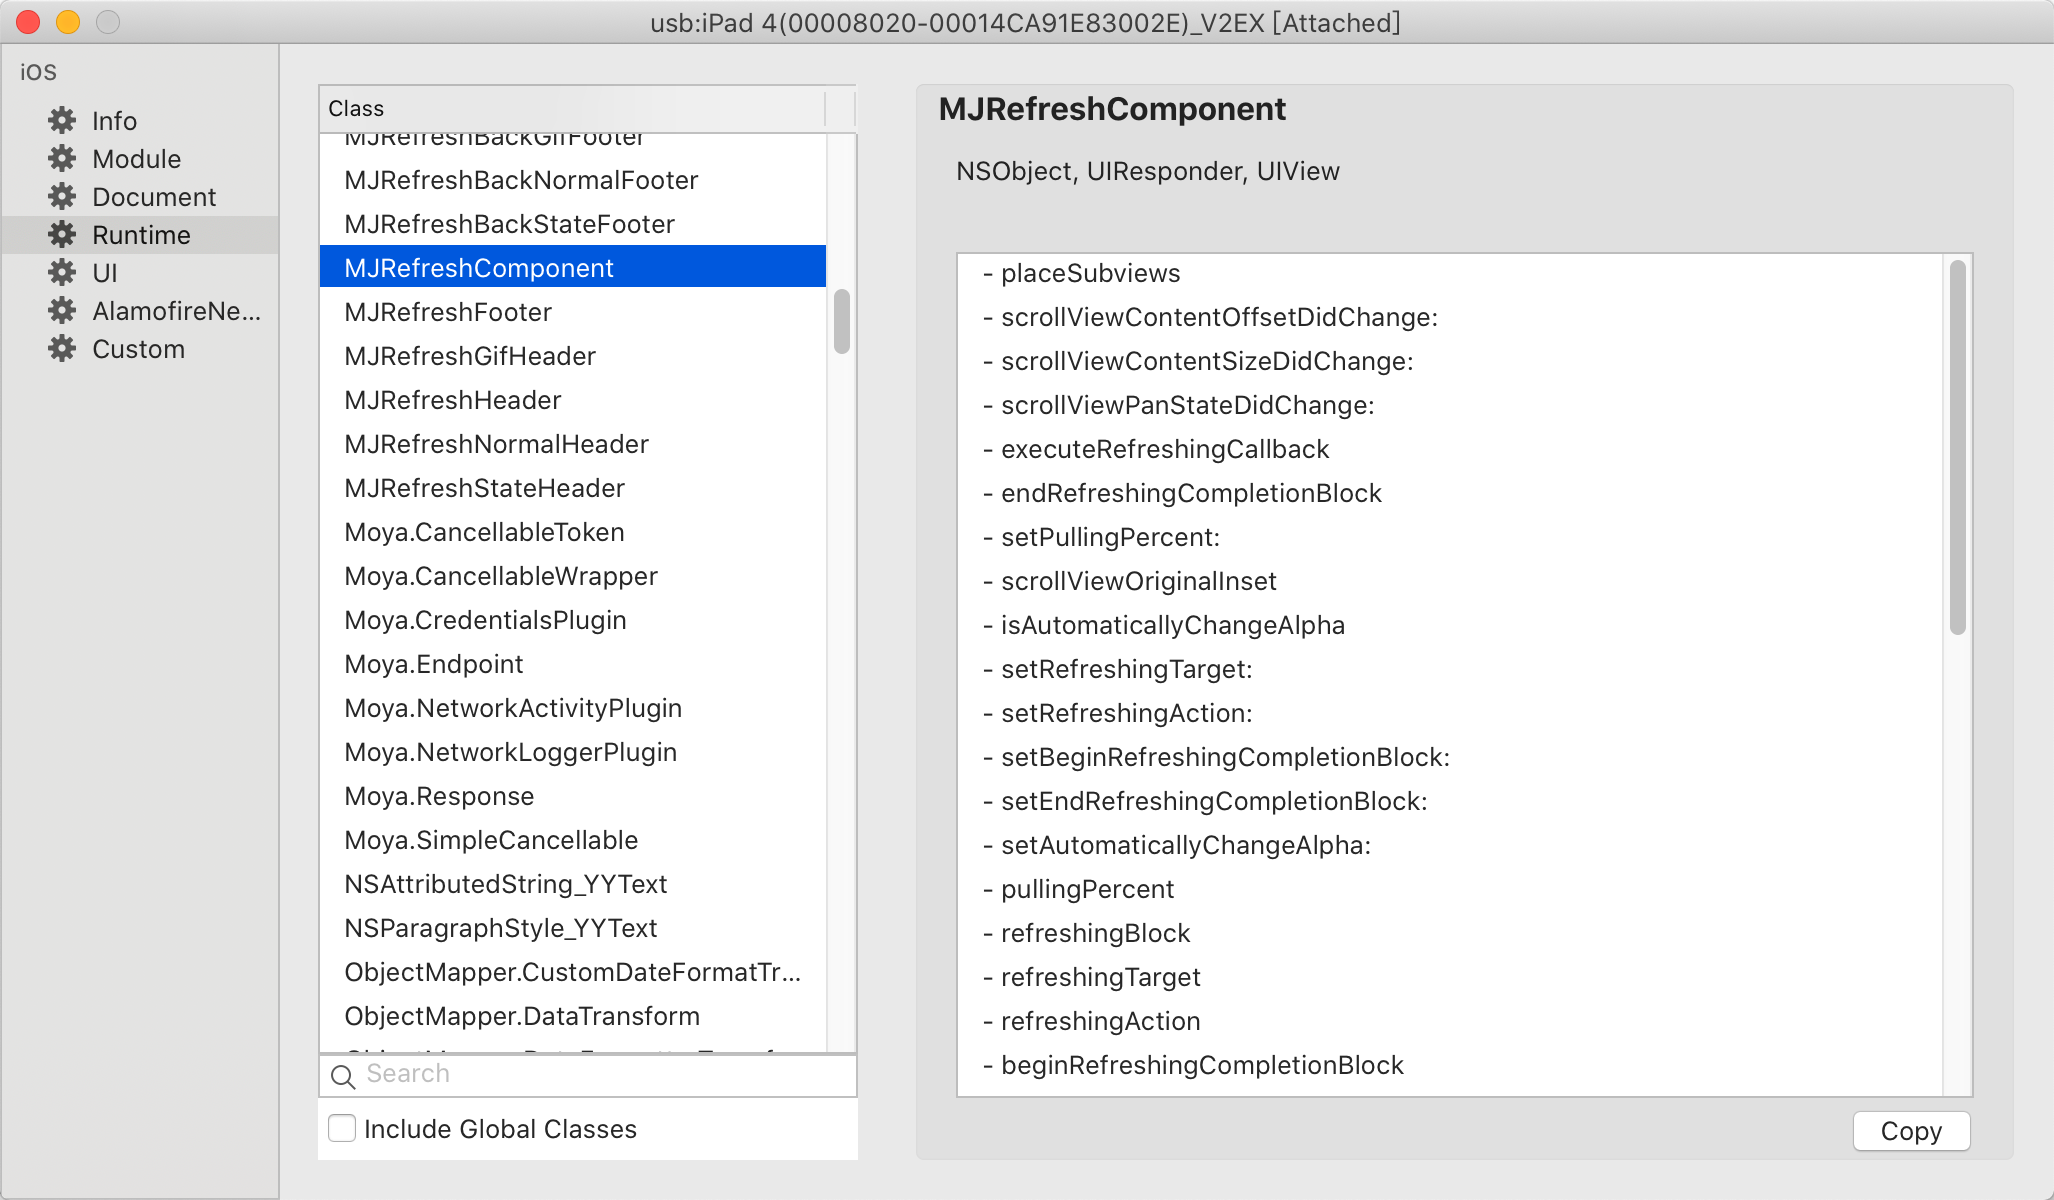 usb:iPad 4(00008020-00014CA91E83002E)_V2EX [Attached]
iOS
Info
Module
Document
Runtime
UI
AlamofireNe...
Custom
Class
MJRefreshBackGifFooter
MJRefreshBackNormalFooter
MJRefreshBackStateFooter
MJRefreshComponent
MJRefreshFooter
MJRefreshGifHeader
MJRefreshHeader
MJRefreshNormalHeader
MJRefreshStateHeader
Moya.CancellableToken
Moya.CancellableWrapper
Moya.CredentialsPlugin
Moya.Endpoint
Moya.NetworkActivityPlugin
Moya.NetworkLoggerPlugin
Moya.Response
Moya.SimpleCancellable
NSAttributedString_YYText
NSParagraphStyle_YYText
ObjectMapper.CustomDateFormatTr...
ObjectMapper.DataTransform
Search
Include Global Classes
MJRefreshComponent
NSObject, UIResponder, UIView
- placeSubviews
- scrollViewContentOffsetDidChange:
- scrollViewContentSizeDidChange:
- scrollViewPanStateDidChange:
- executeRefreshingCallback
- endRefreshingCompletionBlock
- setPullingPercent:
- scrollViewOriginalInset
- isAutomaticallyChangeAlpha
- setRefreshingTarget:
- setRefreshingAction:
- setBeginRefreshingCompletionBlock:
- setEndRefreshingCompletionBlock:
- setAutomaticallyChangeAlpha:
- pullingPercent
- refreshingBlock
- refreshingTarget
- refreshingAction
- beginRefreshingCompletionBlock
Copy